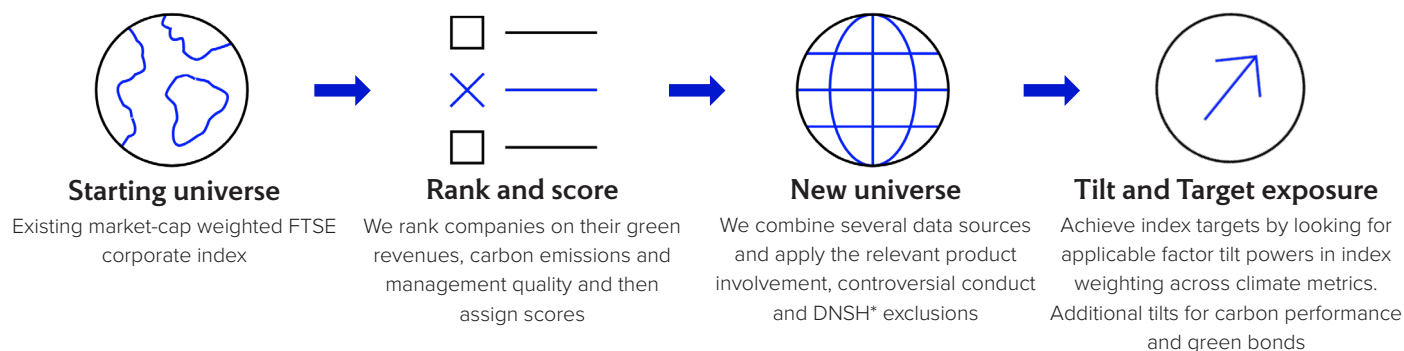 Starting universe
Existing market-cap weighted FTSE
corporate index
Rank and score
We rank companies on their green
revenues, carbon emissions and
management quality and then
assign scores
New universe
We combine several data sources
and apply the relevant product
involvement, controversial conduct
and DNSH* exclusions
Tilt and Target exposure
Achieve index targets by looking for
applicable factor tilt powers in index
weighting across climate metrics.
Additional tilts for carbon performance
and green bonds